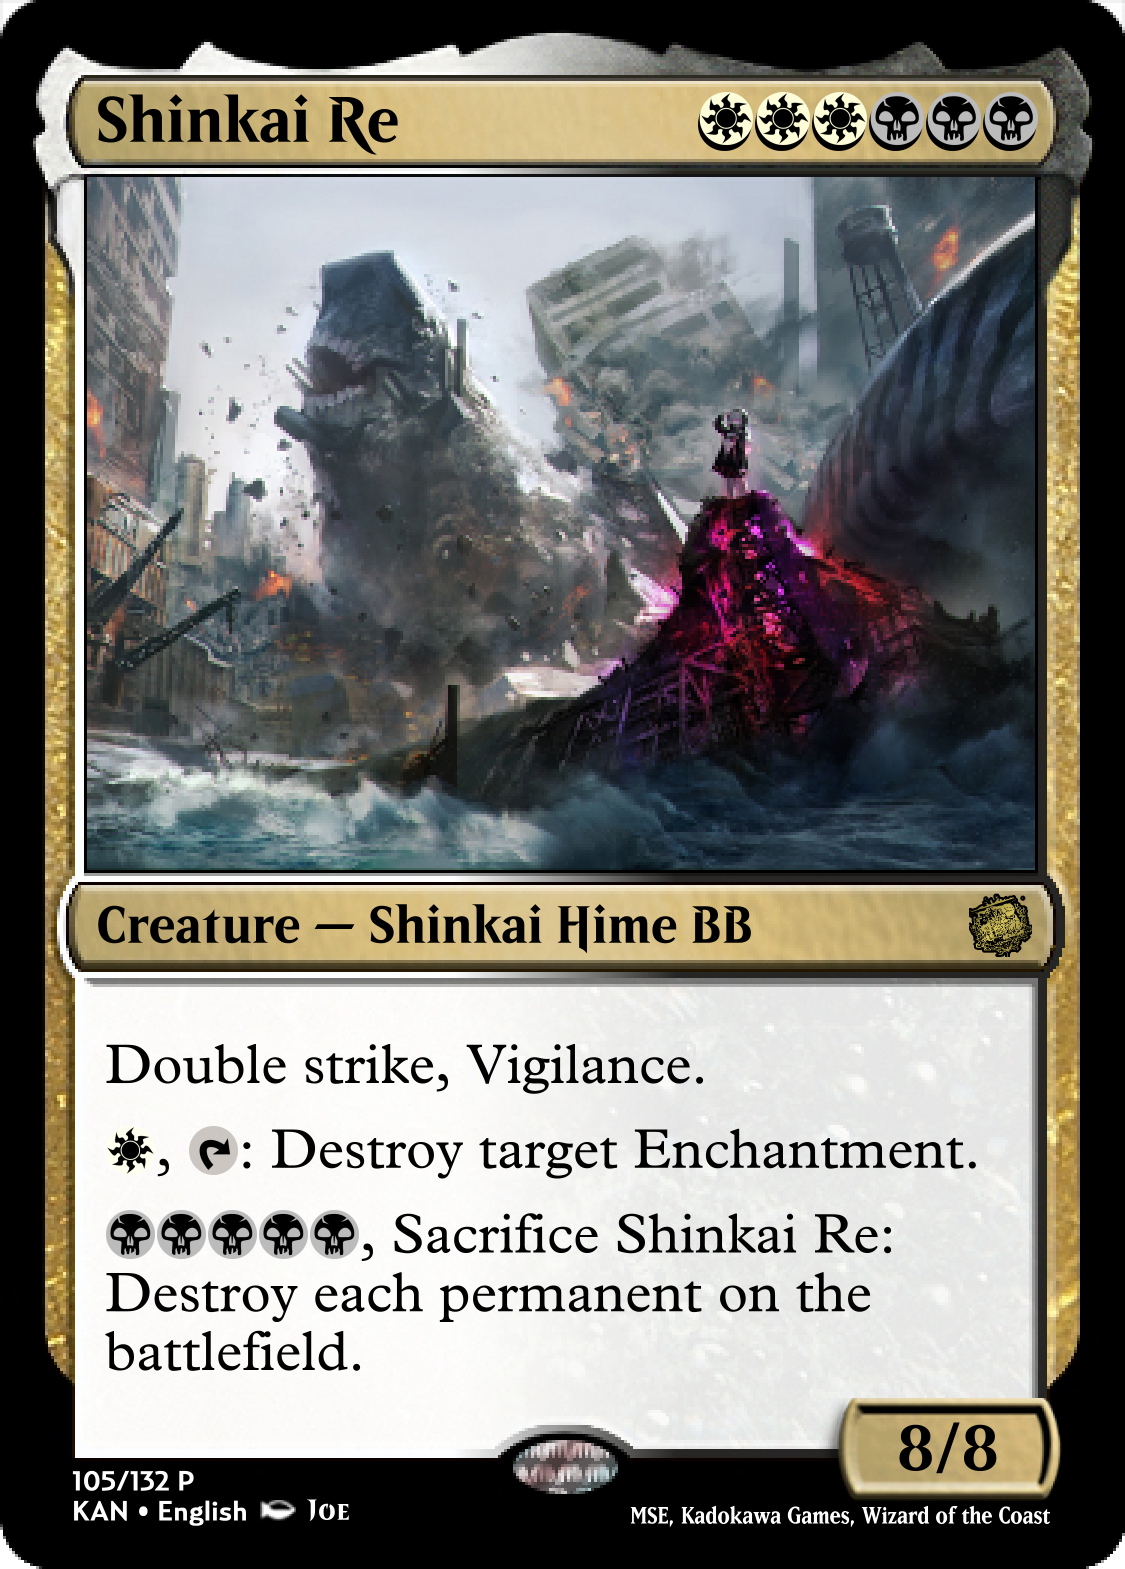 Shinkai Re
Creature — Shinkai Hime BB
Double strike, Vigilance.
, : Destroy target Enchantment.
, Sacrifice Shinkai Re:
Destroy each permanent on the
battlefield.
8/8
105/132 P
KAN • English JOE
MSE, Kadokawa Games, Wizard of the Coast